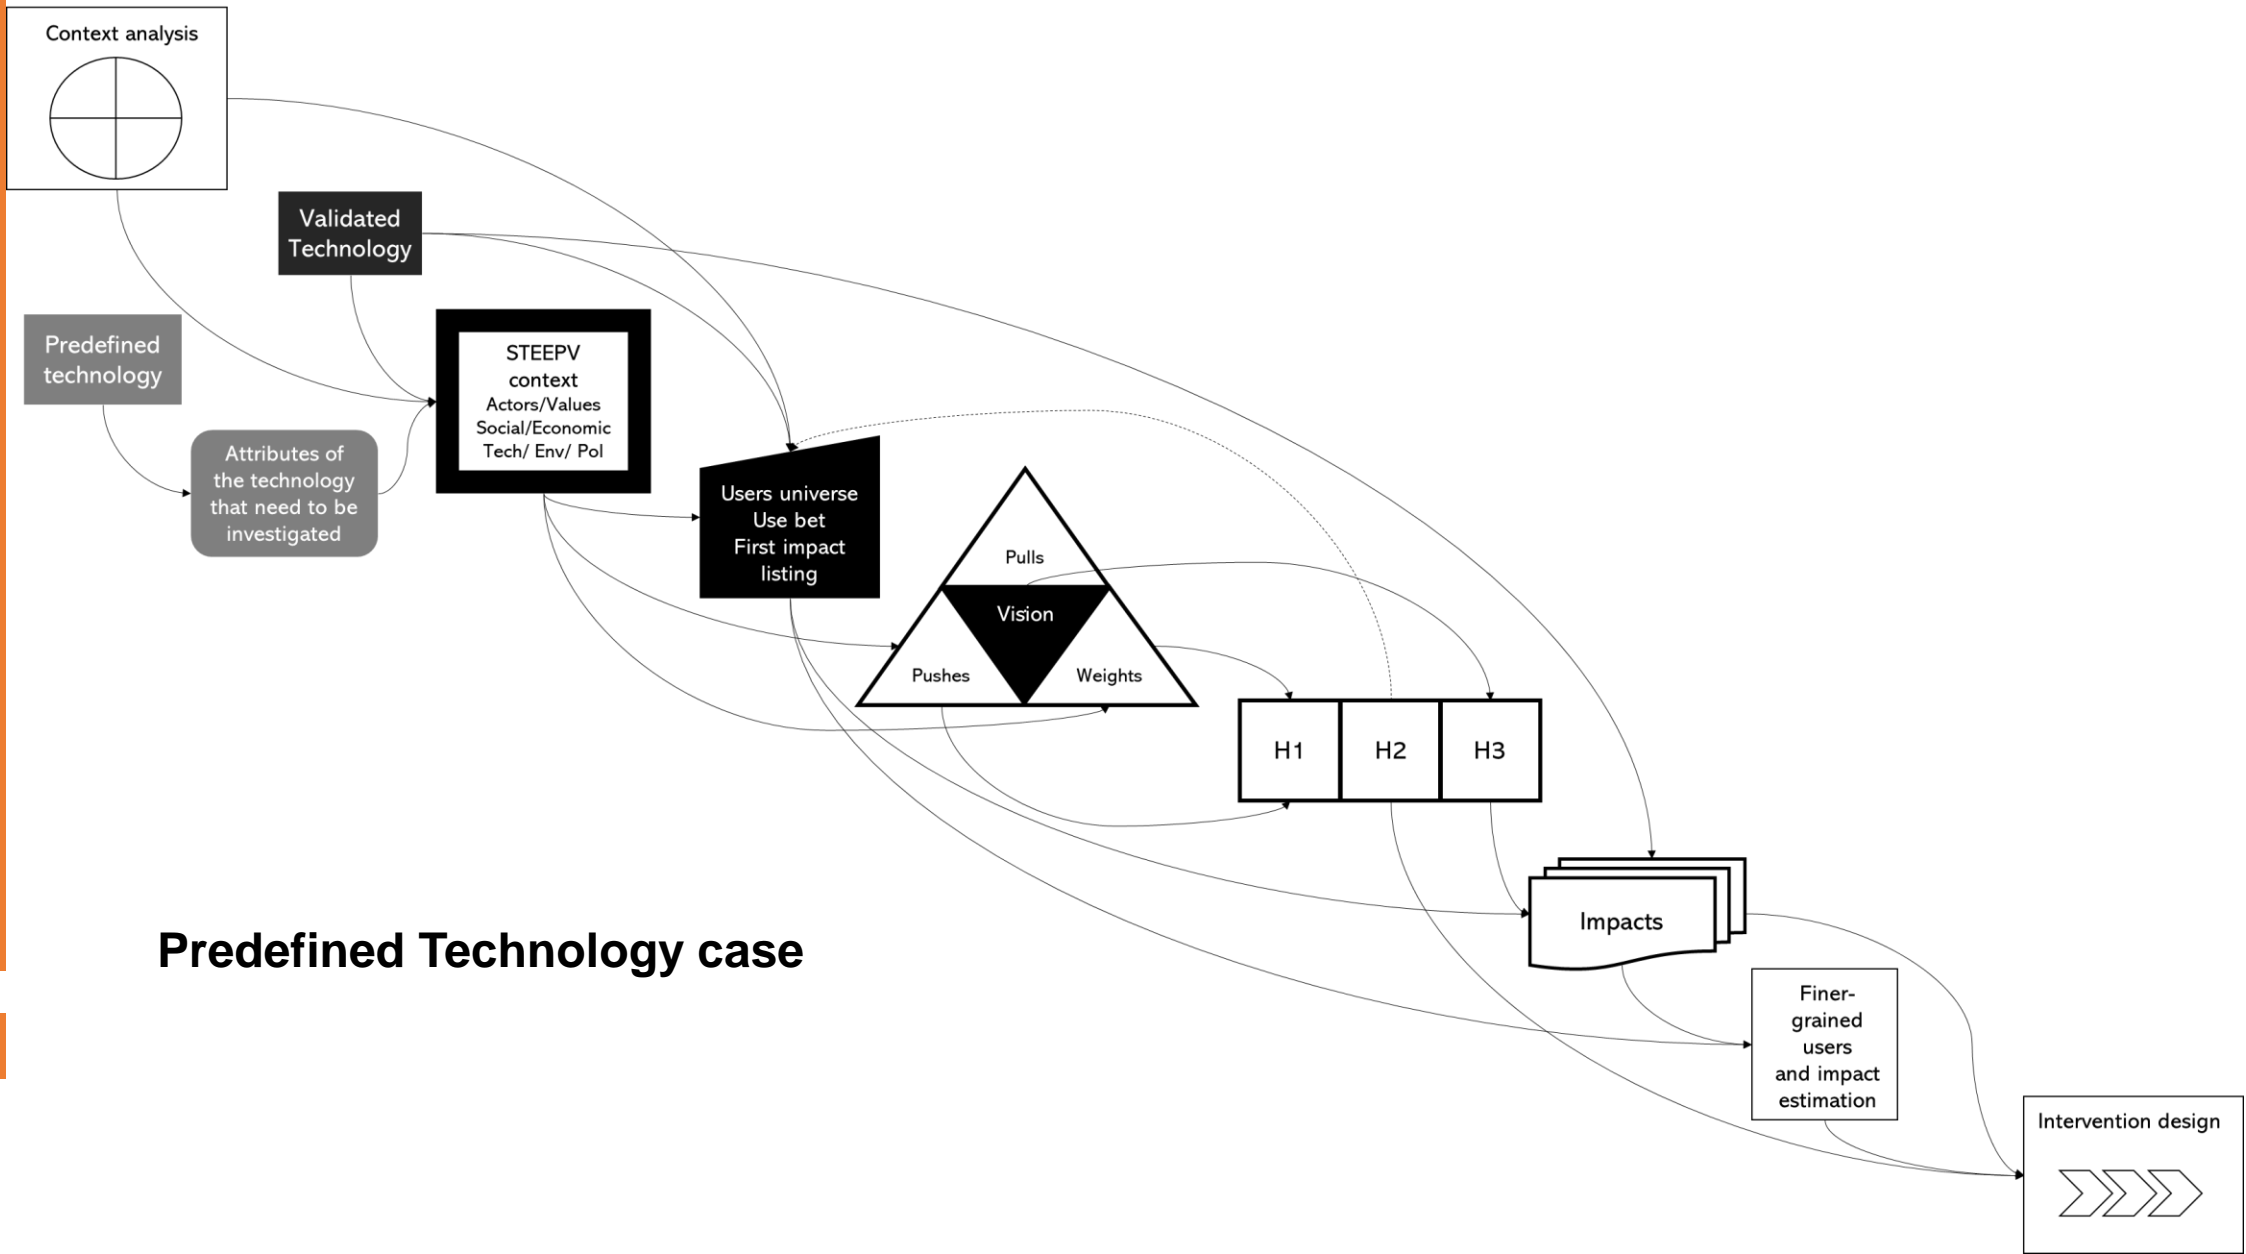 Context analysis
Validated
Technology
Predefined
technology
Attributes of
the technology
that need to be
investigated
STEEPV
context
Actors/Values
Social/Economic
Tech/ Env/ Pol
Users universe
Use bet
First impact
listing
Pulls
Vision
Pushes
Weights
H1
H2
H3
Impacts
Predefined Technology case
Finer-
grained
users
and impact
estimation
Intervention design